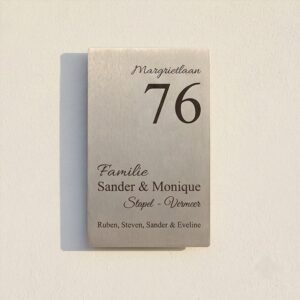 Margrietlaan
76
Familie
Sander & Monique
Stapel - Vermeer
Ruben, Steven, Sander & Eveline